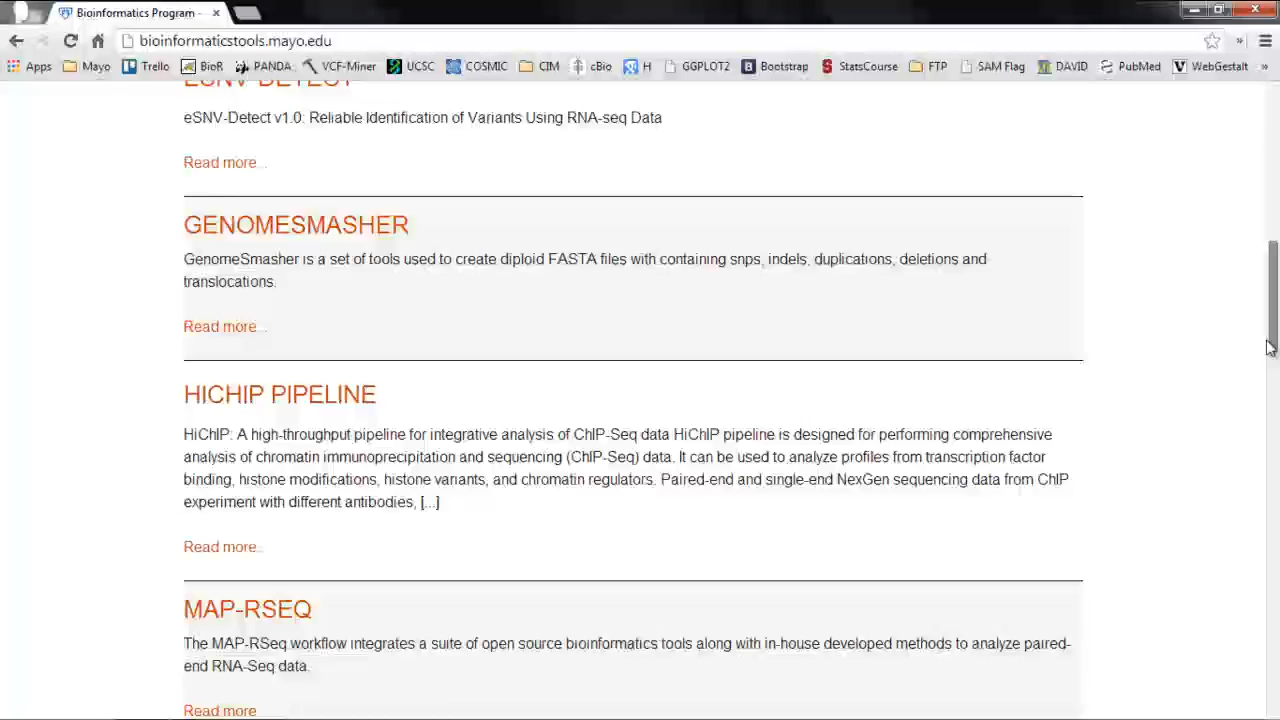 Bioinformatics Program -
bioinformaticstools.mayo.edu
Apps Mayo Trello BioR PANDA VCF-Miner UCSC COSMIC CIM cBio H GGPLOT2 Bootstrap StatsCourse FTP SAM Flag DAVID PubMed WebGestalt
ESNV-DETECT
eSNV-Detect v1.0: Reliable Identification of Variants Using RNA-seq Data
Read more...
GENOMESMASHER
GenomeSmasher is a set of tools used to create diploid FASTA files with containing snps, indels, duplications, deletions and
translocations.
Read more...
HICHIP PIPELINE
HiChIP: A high-throughput pipeline for integrative analysis of ChIP-Seq data HiChIP pipeline is designed for performing comprehensive
analysis of chromatin immunoprecipitation and sequencing (ChIP-Seq) data. It can be used to analyze profiles from transcription factor
binding, histone modifications, histone variants, and chromatin regulators. Paired-end and single-end NexGen sequencing data from ChIP
experiment with different antibodies, [...]
Read more...
MAP-RSEQ
The MAP-RSeq workflow integrates a suite of open source bioinformatics tools along with in-house developed methods to analyze paired-
end RNA-Seq data.
Read more...